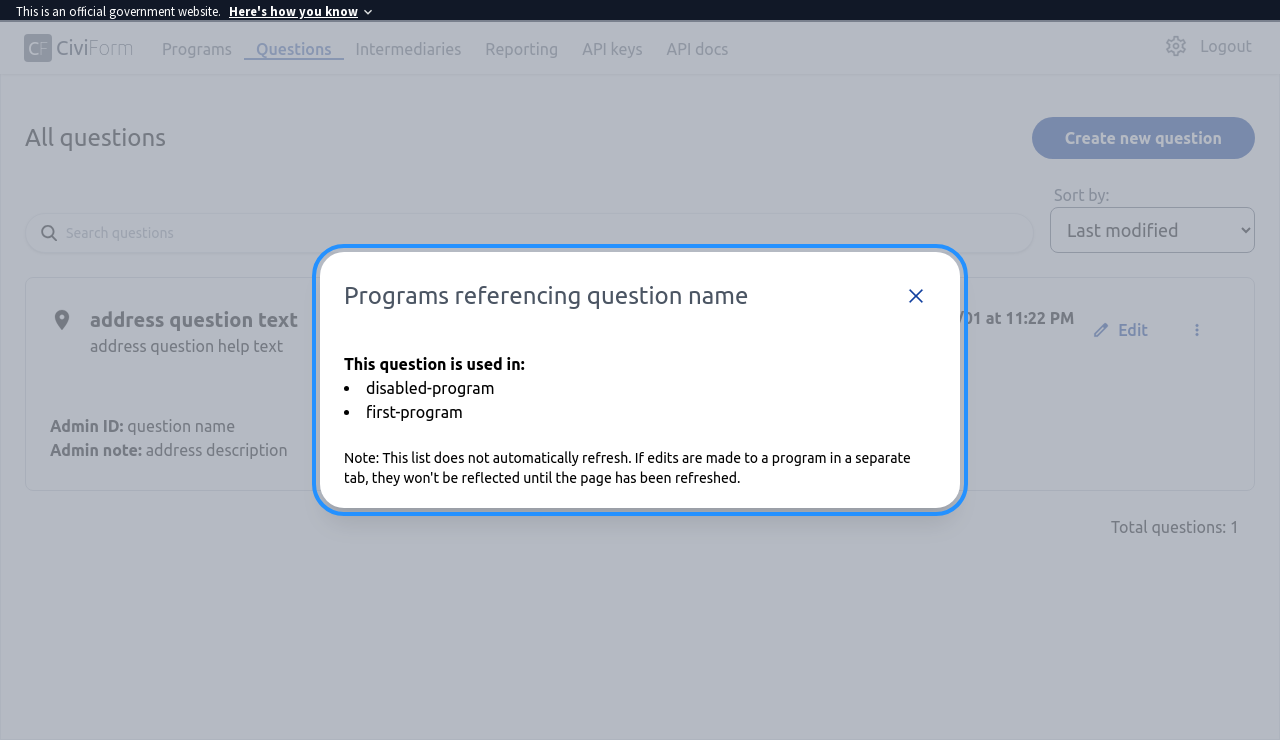 This is an official government website. Here's how you know
CF CiviForm Programs Questions Intermediaries Reporting API keys API docs Logout
All questions
Create new question
Sort by:
Search questions
Last modified
Programs referencing question name
address question text
/01 at 11:22 PM
Edit
address question help text
This question is used in:
• disabled-program
• first-program
Admin ID: question name
Admin note: address description
Note: This list does not automatically refresh. If edits are made to a program in a separate
tab, they won't be reflected until the page has been refreshed.
Total questions: 1